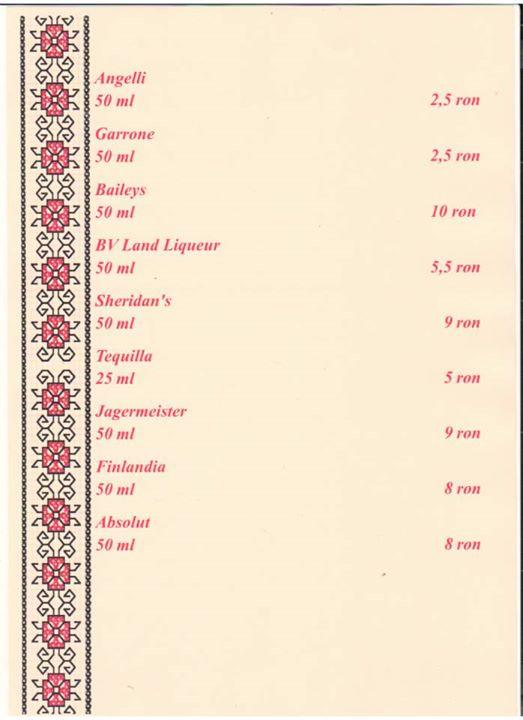 Angelli
50 ml 2,5 ron
Garrone
50 ml 2,5 ron
Baileys
50 ml 10 ron
BV Land Liqueur
50 ml 5,5 ron
Sheridan's
50 ml 9 ron
Tequilla
25 ml 5 ron
Jagermeister
50 ml 9 ron
Finlandia
50 ml 8 ron
Absolut
50 ml 8 ron